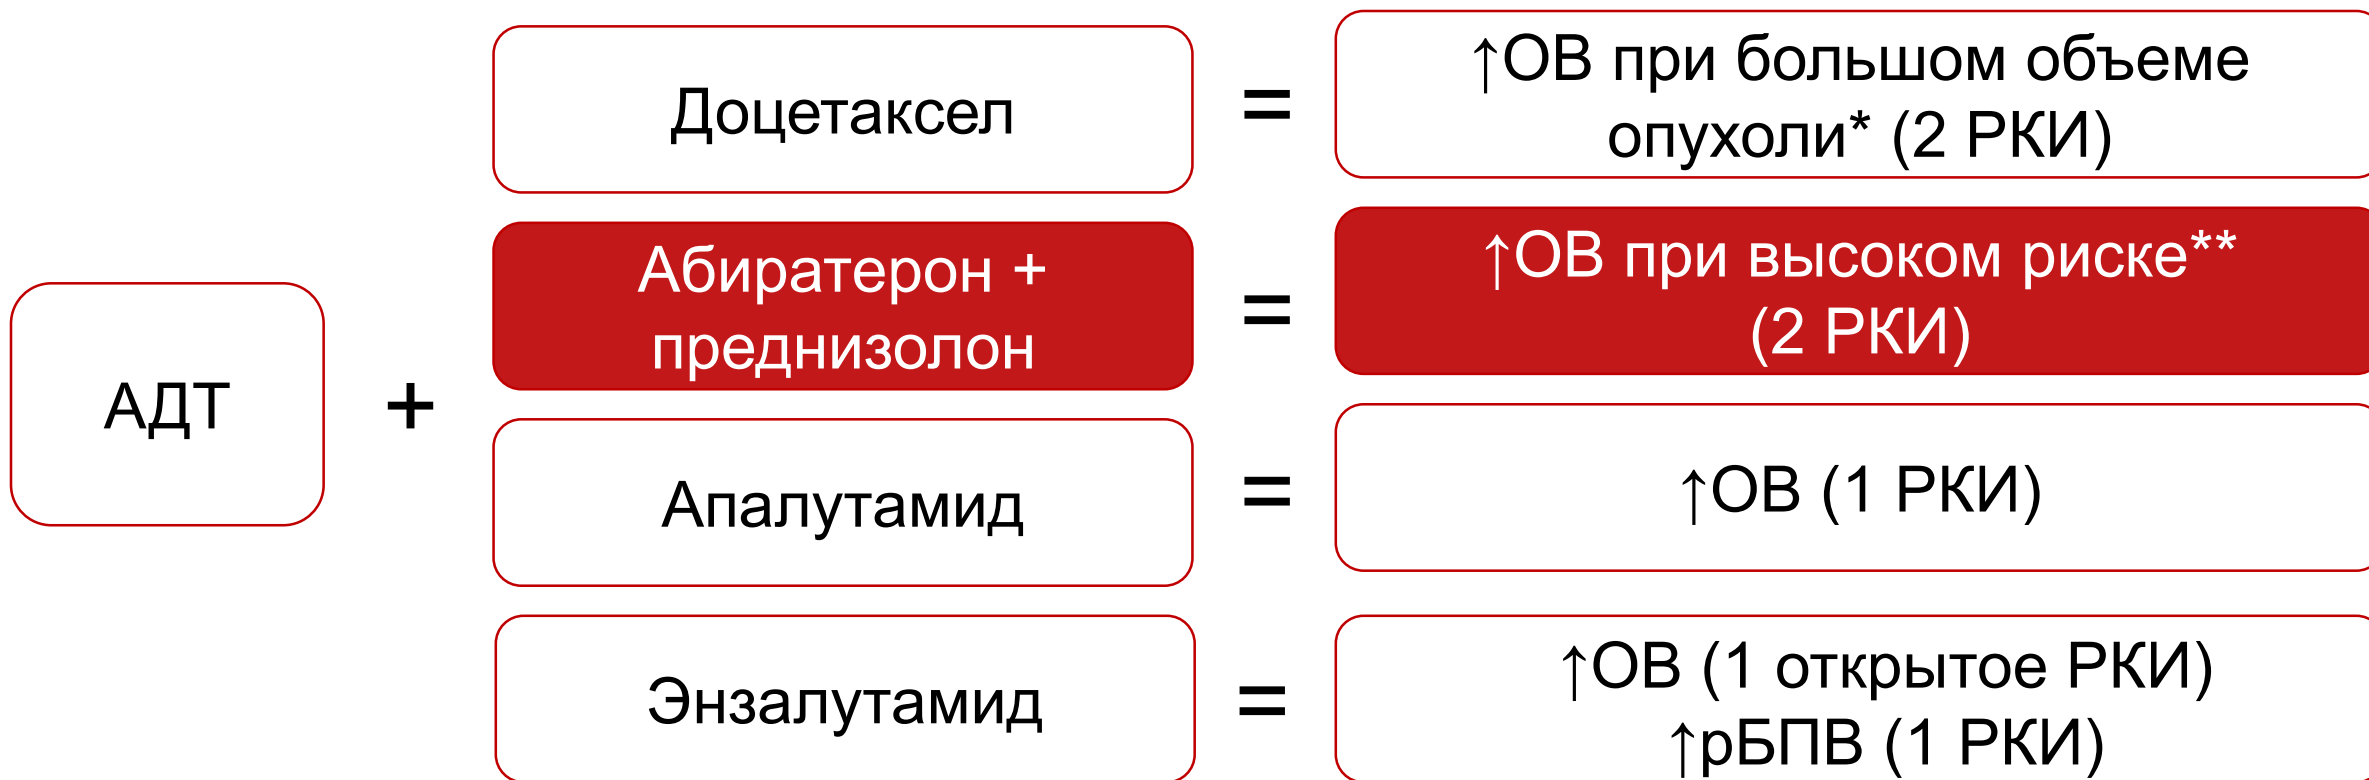 АДТ
+
Доцетаксел
=
↑ОВ при большом объеме
опухоли* (2 РКИ)
Абиратерон +
преднизолон
=
↑ОВ при высоком риске**
(2 РКИ)
Апалутамид
=
↑ОВ (1 РКИ)
Энзалутамид
=
↑ОВ (1 открытое РКИ)
↑рБПВ (1 РКИ)